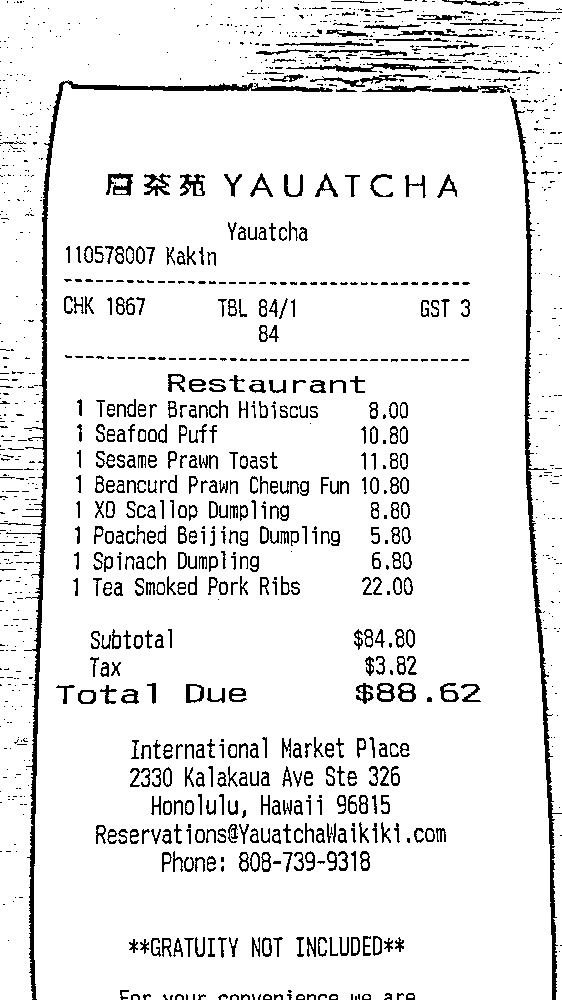 茶苑 YAUATCHA
Yauatcha
110578007 Kakin
CHK 1867 TBL 84/1 GST 3
84
Restaurant
1 Tender Branch Hibiscus 8.00
1 Seafood Puff 10.80
1 Sesame Prawn Toast 11.80
1 Beancurd Prawn Cheung Fun 10.80
1 XO Scallop Dumpling 8.80
1 Poached Beijing Dumpling 5.80
1 Spinach Dumpling 6.80
1 Tea Smoked Pork Ribs 22.00
Subtotal $84.80
Tax $3.82
Total Due $88.62
International Market Place
2330 Kalakaua Ave Ste 326
Honolulu, Hawaii 96815
Reservations@YauatchaWaikiki.com
Phone: 808-739-9318
**GRATUITY NOT INCLUDED**
For your convenience we are